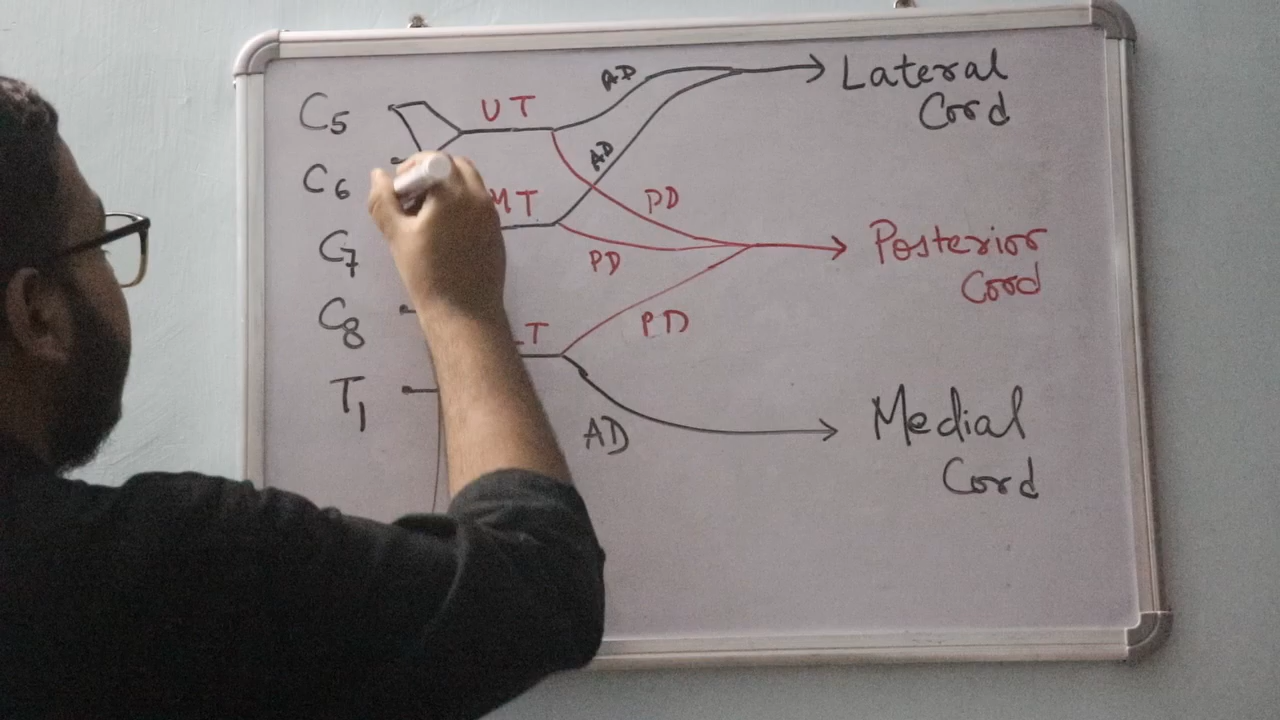 C5
C6
C7
C8
T1
UT
MT
T
AD
AD
PD
PD
PD
AD
Lateral
Cord
Posterior
Cord
Medial
Cord